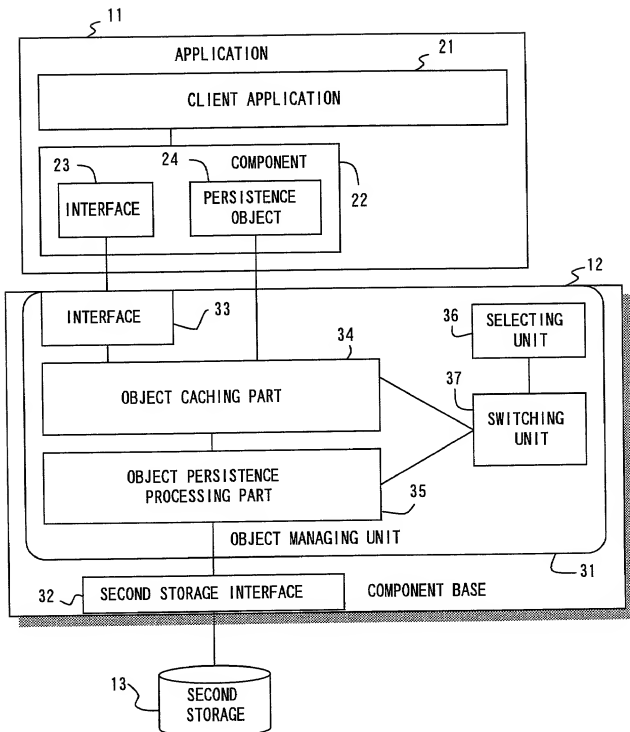 11
APPLICATION
21
CLIENT APPLICATION
23
24
COMPONENT
22
INTERFACE
PERSISTENCE
OBJECT
12
INTERFACE
33
36
SELECTING
UNIT
34
OBJECT CACHING PART
37
SWITCHING
UNIT
OBJECT PERSISTENCE
PROCESSING PART
35
OBJECT MANAGING UNIT
31
32
SECOND STORAGE INTERFACE
COMPONENT BASE
13
SECOND
STORAGE